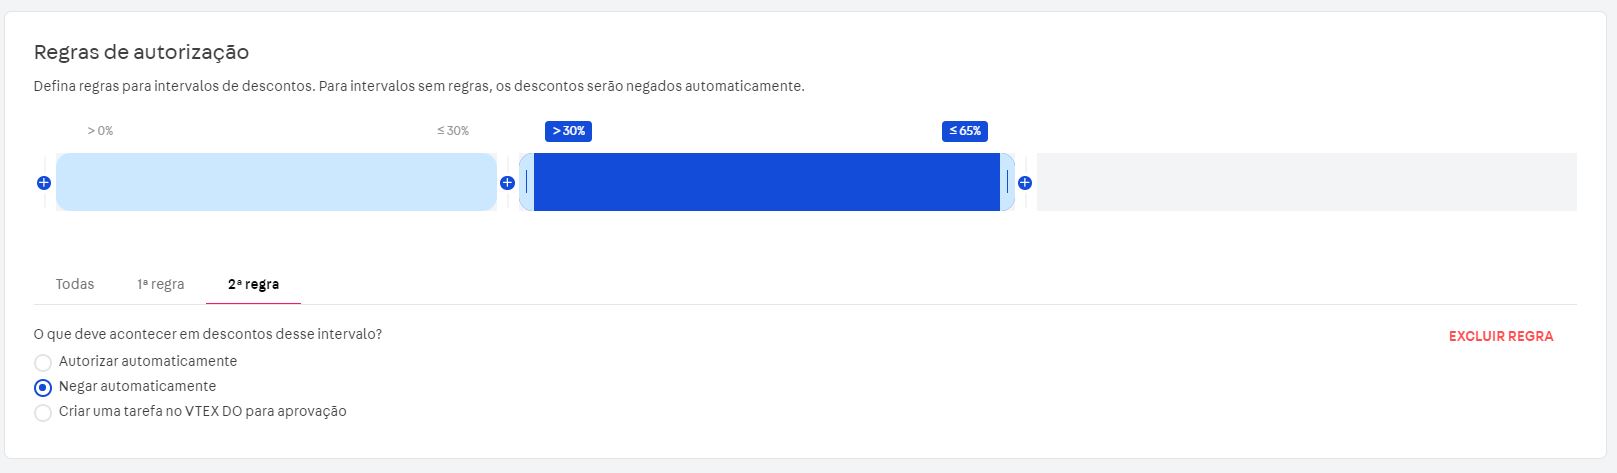 Regras de autorização
Defina regras para intervalos de descontos. Para intervalos sem regras, os descontos serão negados automaticamente.
> 0% ≤ 30% > 30% ≤ 65%
Todas 1ª regra 2ª regra
O que deve acontecer em descontos desse intervalo?
EXCLUIR REGRA
Autorizar automaticamente
Negar automaticamente
Criar uma tarefa no VTEX DO para aprovação